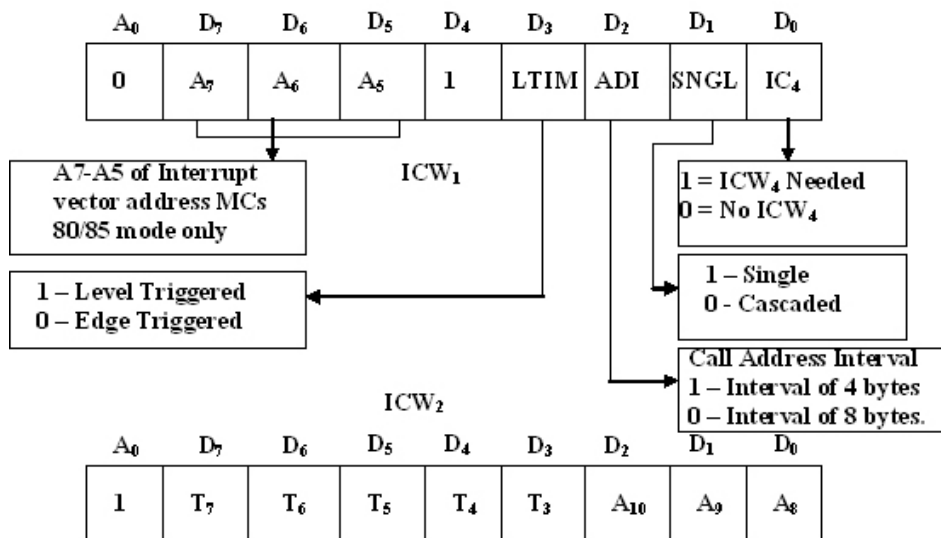 A₀ D₇ D₆ D₅ D₄ D₃ D₂ D₁ D₀
0 A₇ A₆ A₅ 1 LTIM ADI SNGL IC₄
A7-A5 of Interrupt
vector address MCs
80/85 mode only
ICW₁
1 = ICW₄ Needed
0 = No ICW₄
1 – Level Triggered
0 – Edge Triggered
1 – Single
0 - Cascaded
Call Address Interval
1 – Interval of 4 bytes
0 – Interval of 8 bytes.
ICW₂
A₀ D₇ D₆ D₅ D₄ D₃ D₂ D₁ D₀
1 T₇ T₆ T₅ T₄ T₃ A₁₀ A₉ A₈